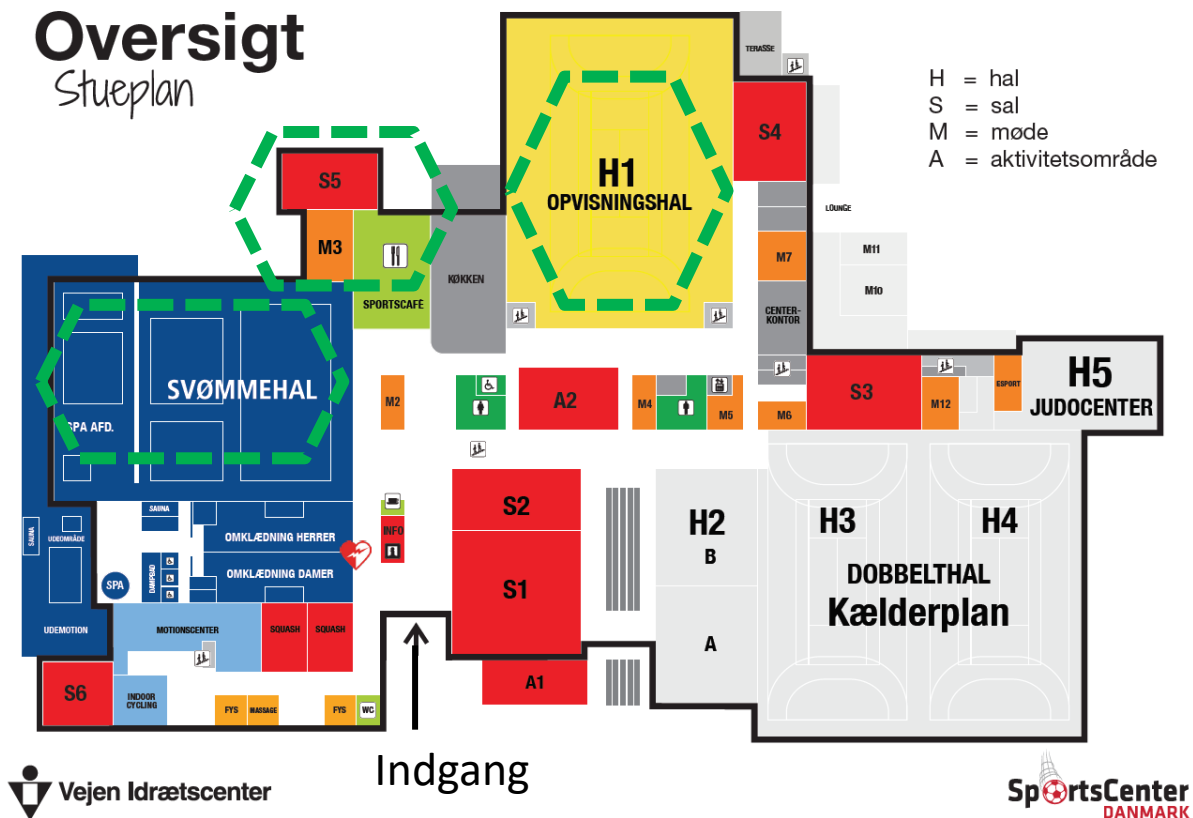 Oversigt
Stueplan
H = hal
S = sal
M = møde
A = aktivitetsområde
TERASSE
S4
H1
OPVISNINGSHAL
S5
M3
SPORTSCAFÉ
KØKKEN
LOUNGE
M7
M11
M10
CENTER-
KONTOR
SVØMMEHAL
SPA AFD.
M2
A2
M4
M5
M6
S3
M12
ESPORT
H5
JUDOCENTER
S2
S1
A1
H2
B
A
H3
H4
DOBBELTHAL
Kælderplan
SAUNA
UDEOMRÅDE
SAUNA
OMKLÆDNING HERRER
OMKLÆDNING DAMER
INFO
SPA
DAMPBAD
UDEMOTION
MOTIONSCENTER
SQUASH
SQUASH
S6
INDOOR
CYCLING
FYS
MASSAGE
FYS
WC
Indgang
Vejen Idrætscenter
SportsCenter
DANMARK